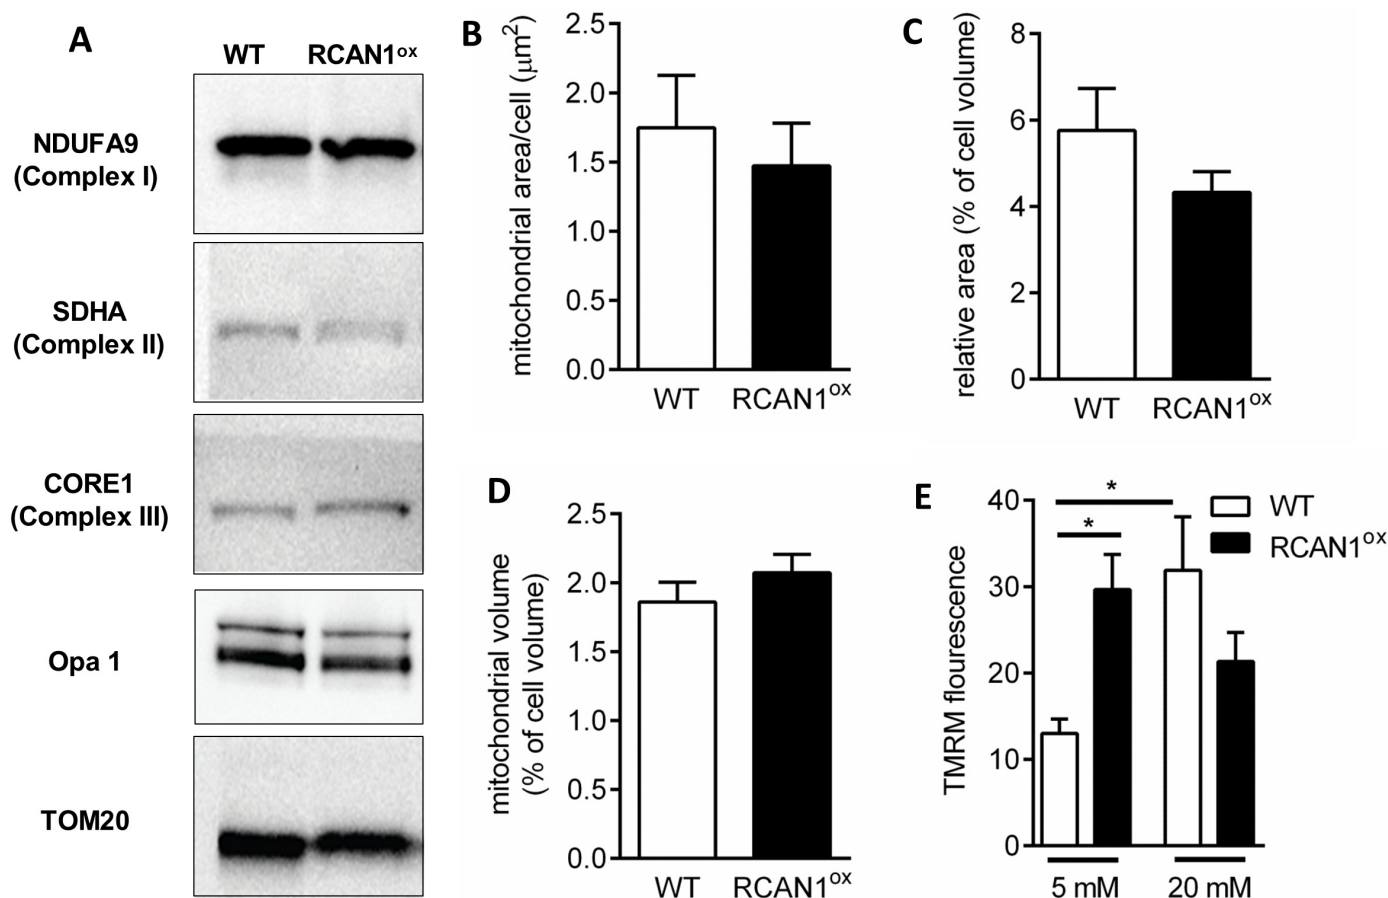 A
WT RCAN1ox
NDUFA9
(Complex I)
SDHA
(Complex II)
CORE1
(Complex III)
Opa 1
TOM20
B
mitochondrial area/cell (μm2)
2.5
2.0
1.5
1.0
0.5
0.0
WT RCAN1ox
C
relative area (% of cell volume)
8
6
4
2
0
WT RCAN1ox
D
mitochondrial volume
(% of cell volume)
2.5
2.0
1.5
1.0
0.5
0.0
WT RCAN1ox
E
TMRM flourescence
40
30
20
10
0
*
*
WT
RCAN1ox
5 mM 20 mM